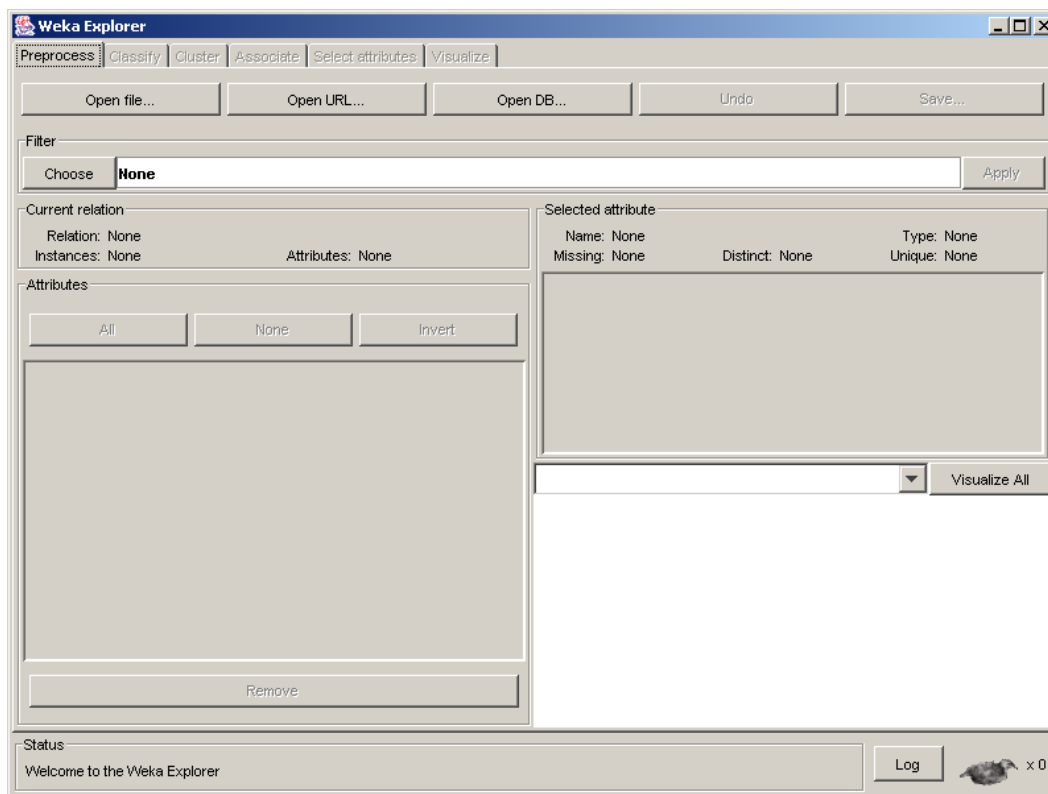 Weka Explorer
Preprocess Classify Cluster Associate Select attributes Visualize
Open file... Open URL... Open DB... Undo Save...
Filter
Choose None Apply
Current relation
Relation: None
Instances: None Attributes: None
Selected attribute
Name: None Type: None
Missing: None Distinct: None Unique: None
Attributes
All None Invert
Visualize All
Remove
Status
Welcome to the Weka Explorer
Log x 0